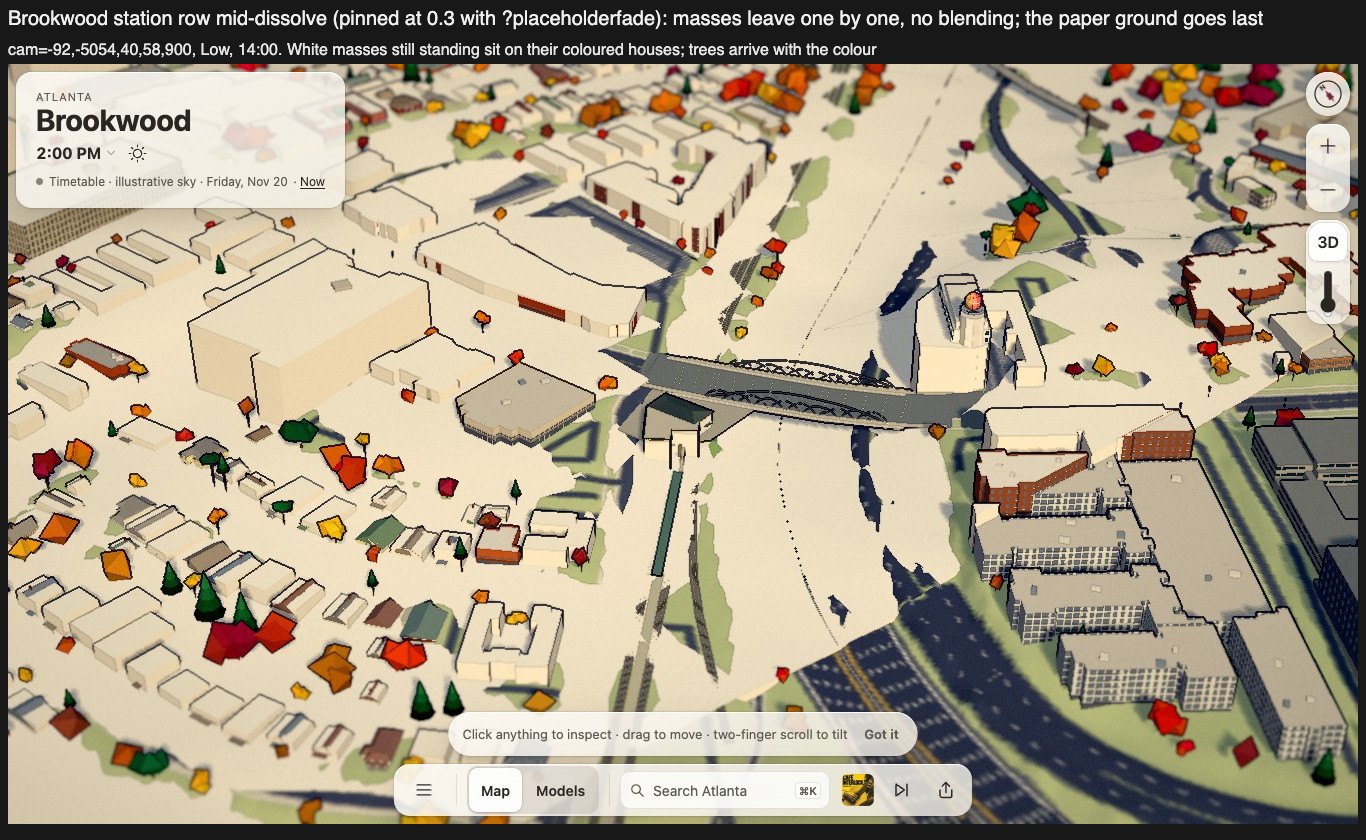 Brookwood station row mid-dissolve (pinned at 0.3 with ?placeholderfade): masses leave one by one, no blending; the paper ground goes last
cam=-92,-5054,40,58,900, Low, 14:00. White masses still standing sit on their coloured houses; trees arrive with the colour
ATLANTA
Brookwood
2:00 PM
Timetable · illustrative sky · Friday, Nov 20 · Now
3D
Click anything to inspect · drag to move · two-finger scroll to tilt Got it
Map Models Search Atlanta ⌘K